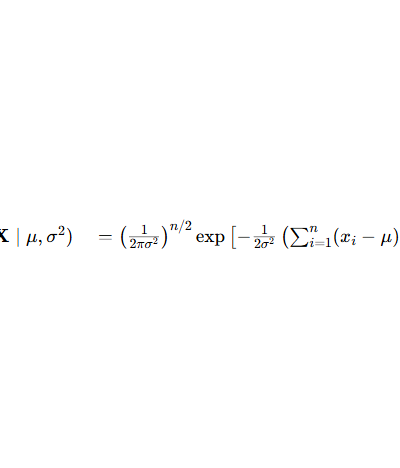 X | μ, σ²) = (1/2πσ²)^{n/2} exp [−1/2σ² (∑_{i=1}^{n}(x_i − μ)